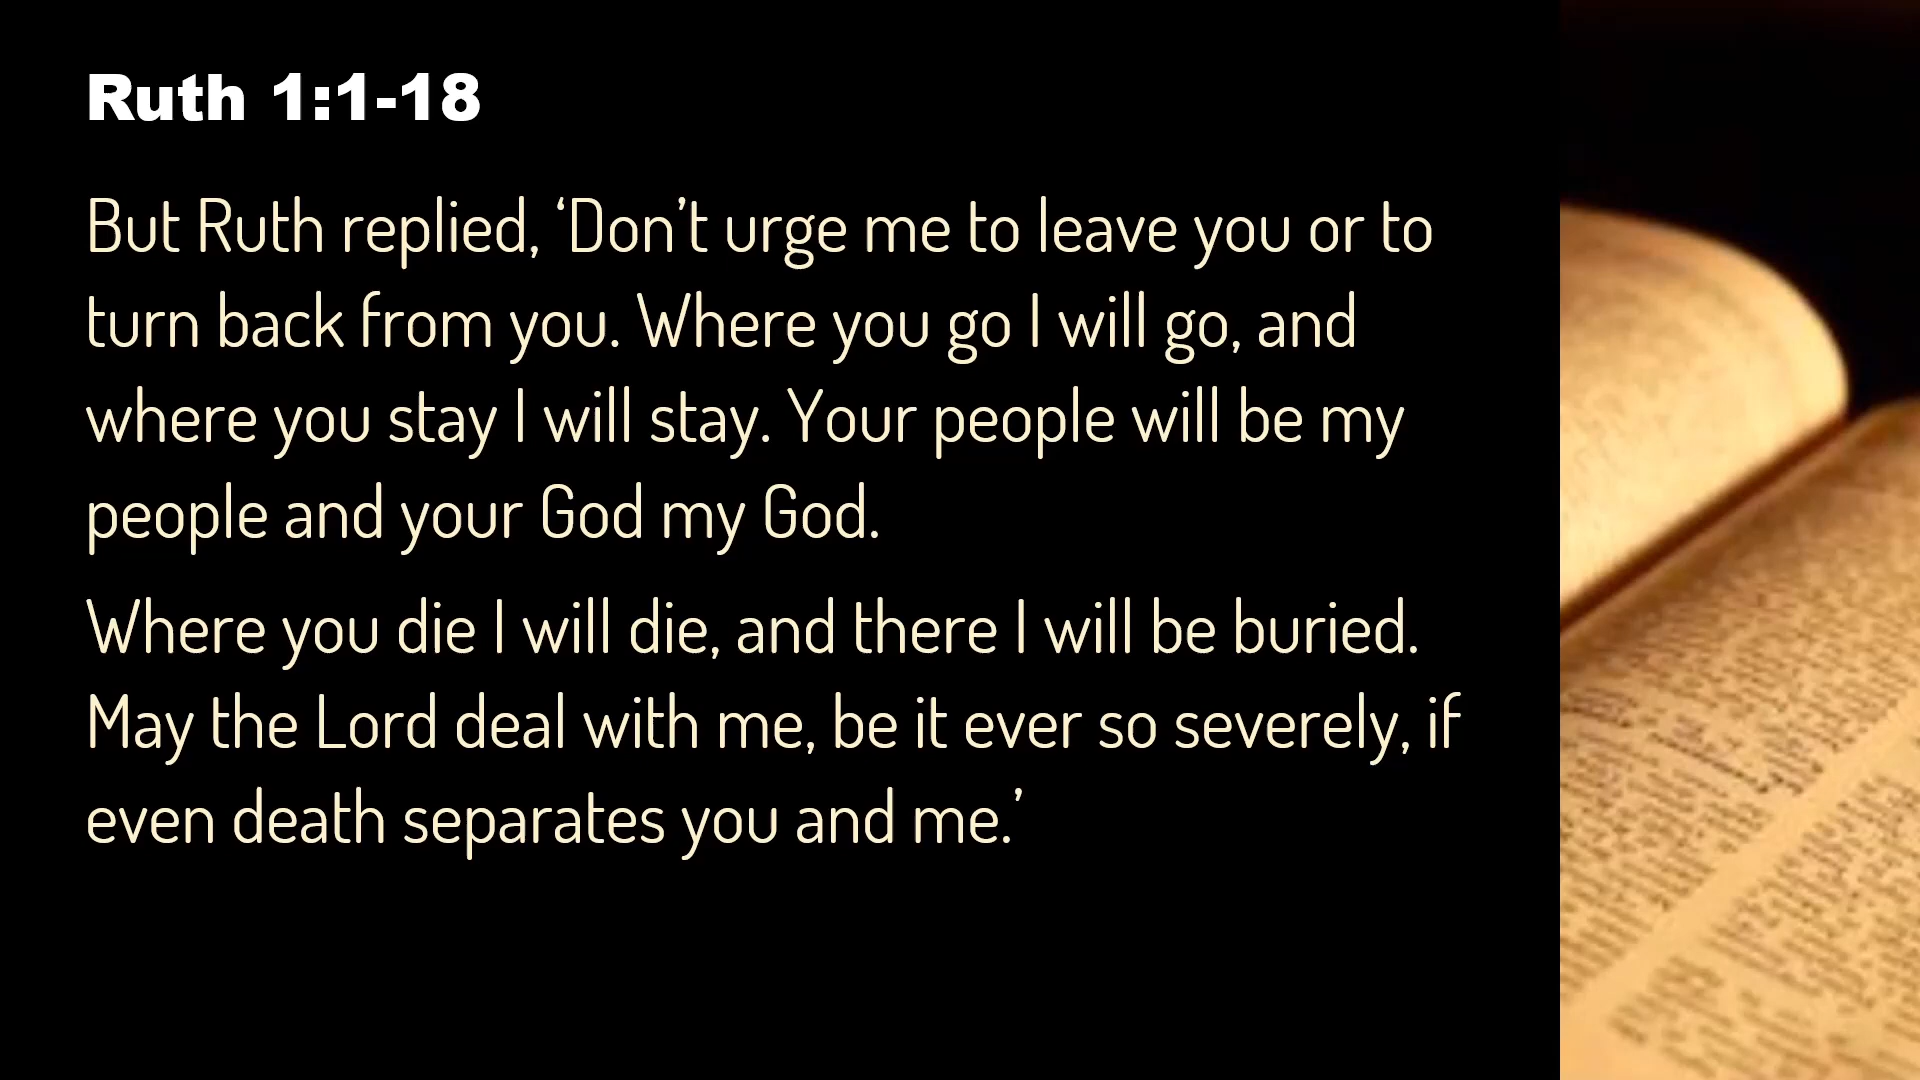 Ruth 1:1-18
But Ruth replied, ‘Don’t urge me to leave you or to
turn back from you. Where you go I will go, and
where you stay I will stay. Your people will be my
people and your God my God.
Where you die I will die, and there I will be buried.
May the Lord deal with me, be it ever so severely, if
even death separates you and me.’